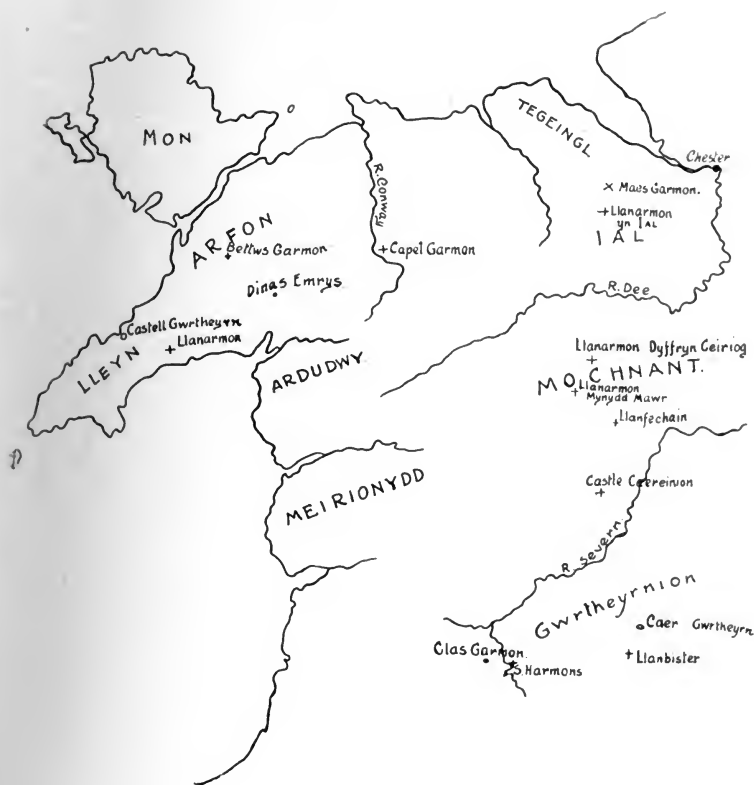 MON
TEGEINGL
Chester
Maes Garmon.
Llanarmon
yn IAL
IAL
R. Conway
ARFON
Bettws Garmon
Capel Garmon
Dinas Emrys
R. Dee
Castell Gwrtheyrn
Llanarmon
LLEYN
ARDUDWY
Llanarmon Dyffryn Ceiriog
MOCHNANT.
Llanarmon
Mynydd Mawr
Llanfechain
MEIRIONYDD
Castle Caereinion
R. Severn.
Gwrtheyrnion
Caer Gwrtheyrn
Clas Garmon.
S. Harmons
Llanbister